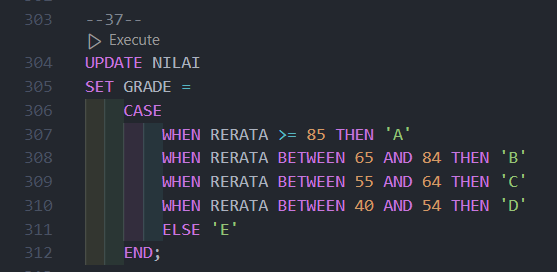 303 --37--
Execute
304 UPDATE NILAI
305 SET GRADE =
306 CASE
307 WHEN RERATA >= 85 THEN 'A'
308 WHEN RERATA BETWEEN 65 AND 84 THEN 'B'
309 WHEN RERATA BETWEEN 55 AND 64 THEN 'C'
310 WHEN RERATA BETWEEN 40 AND 54 THEN 'D'
311 ELSE 'E'
312 END;